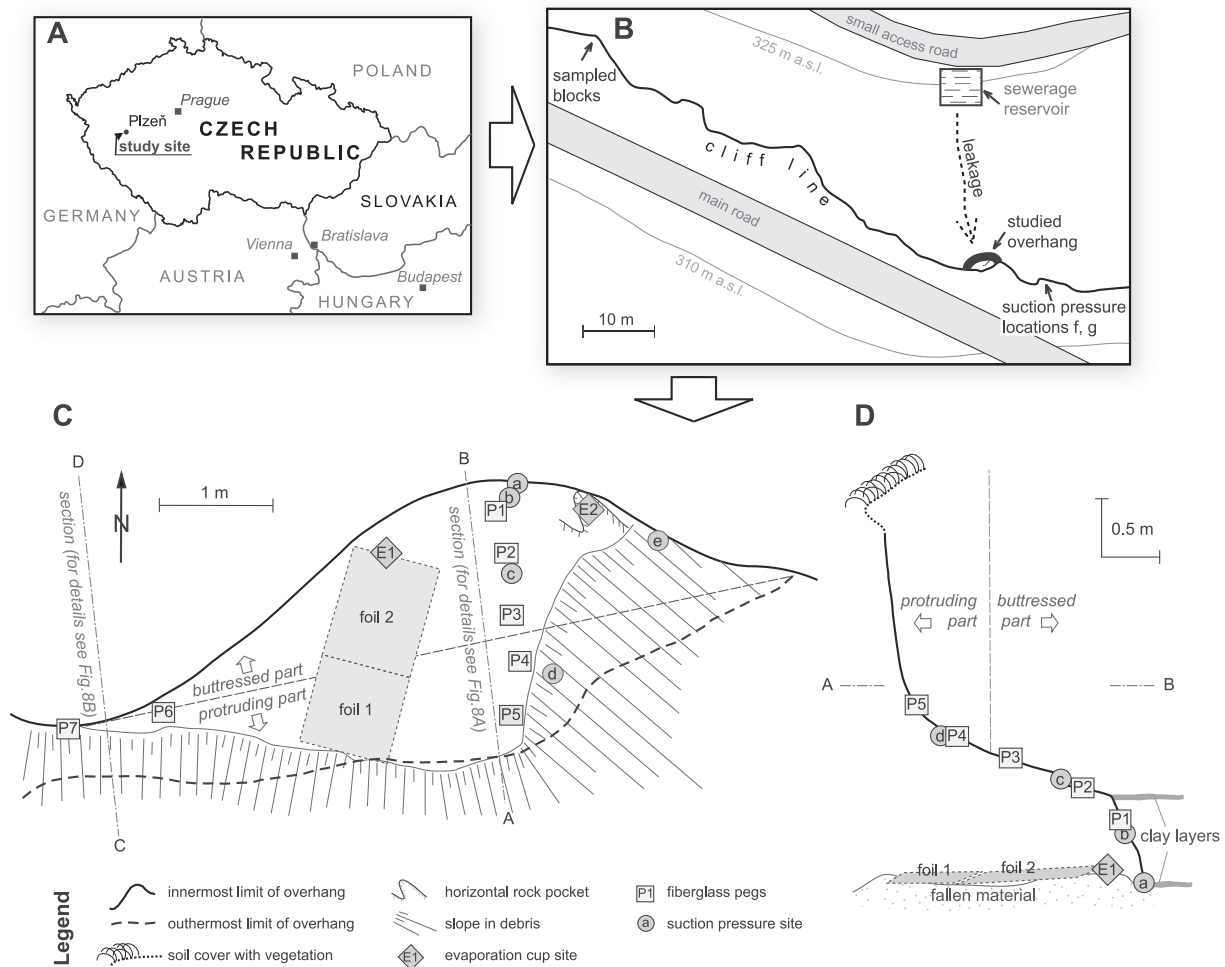 A
POLAND
Prague
Plzeň
study site
CZECH
REPUBLIC
SLOVAKIA
GERMANY
Vienna
Bratislava
AUSTRIA
Budapest
HUNGARY
B
small access road
325 m a.s.l.
sampled
blocks
sewerage
reservoir
leakage
cliff line
main road
studied
overhang
310 m a.s.l.
suction pressure
locations f, g
10 m
C
D
N
1 m
B
section (for details see Fig.8B)
section (for details see Fig.8A)
a
b
P1
E2
e
E1
P2
c
foil 2
P3
P4
d
buttressed part
protruding part
P6
P7
foil 1
P5
A
C
D
0.5 m
protruding
part
buttressed
part
A
B
P5
d
P4
P3
c
P2
P1
b
clay layers
foil 1
foil 2
E1
a
fallen material
Legend
innermost limit of overhang
outhermost limit of overhang
soil cover with vegetation
horizontal rock pocket
slope in debris
E1
evaporation cup site
P1
fiberglass pegs
a
suction pressure site